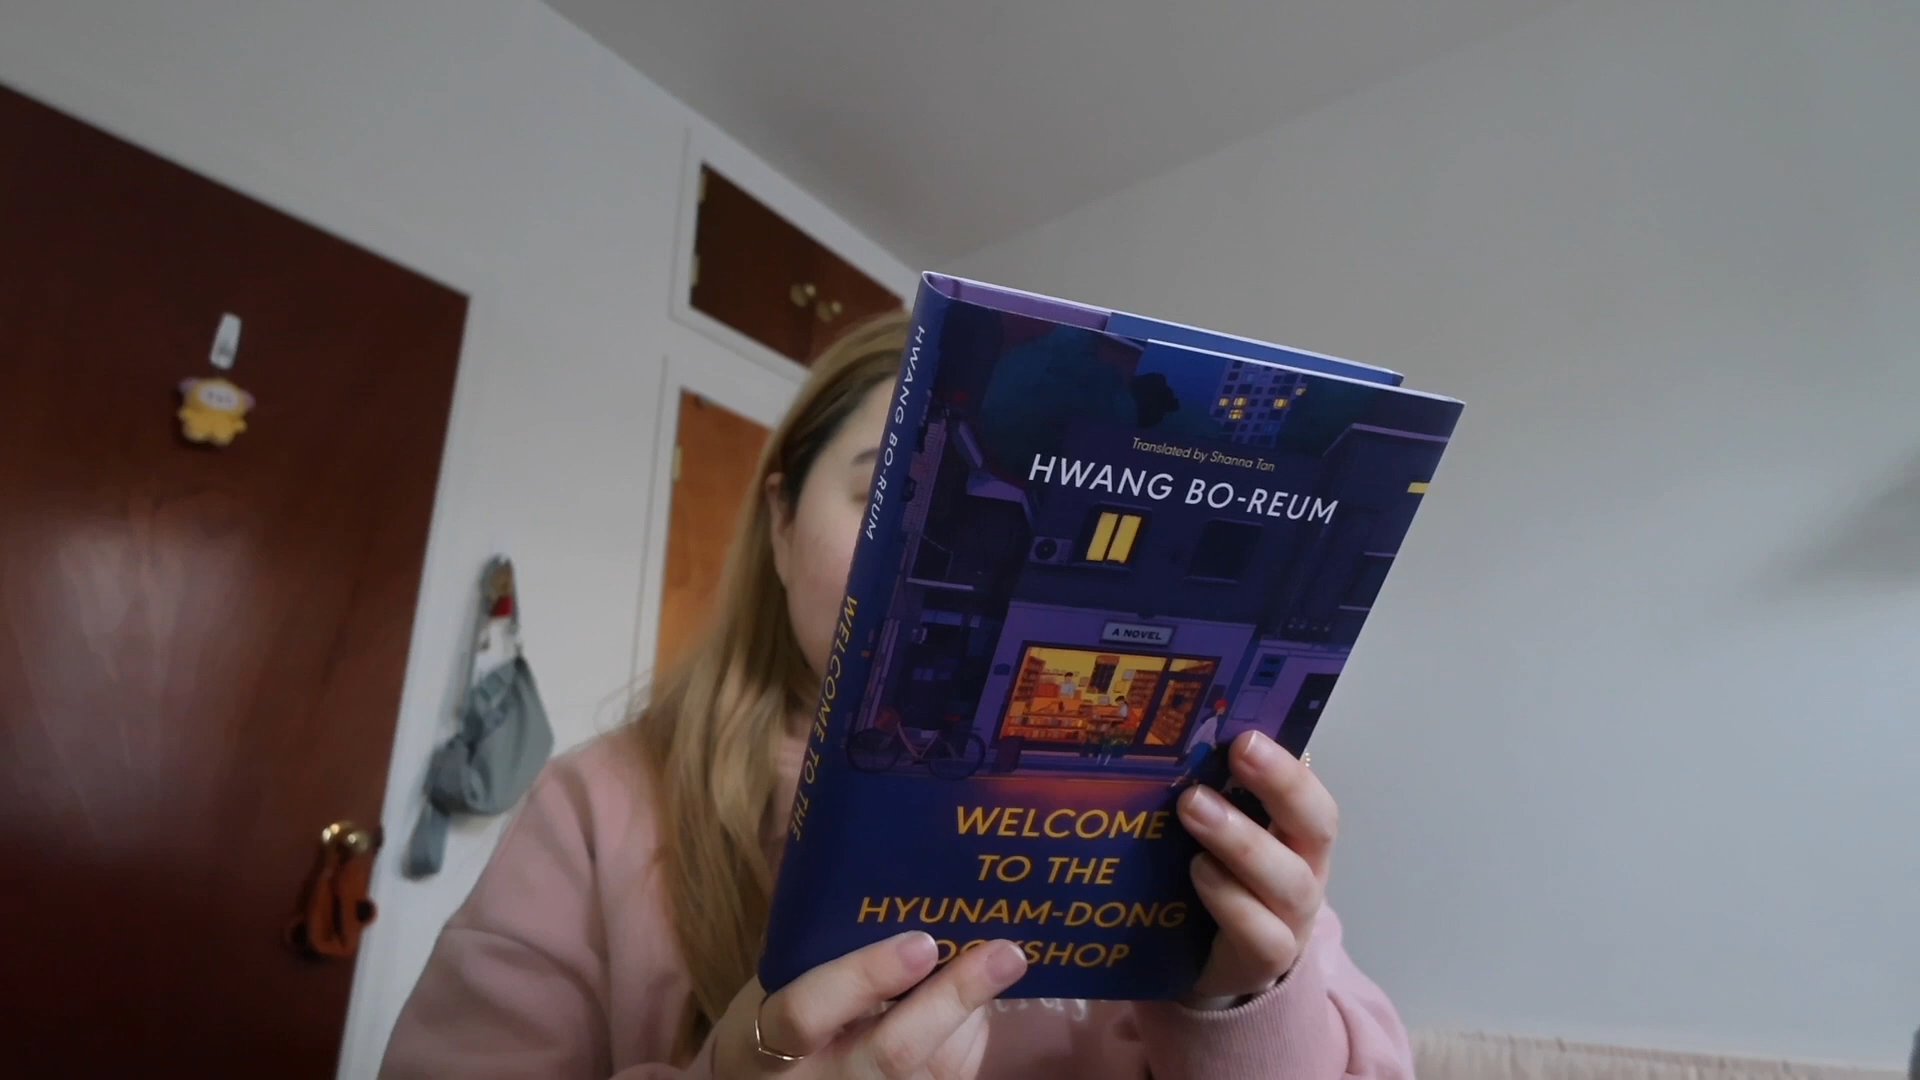 HWANG BO-REUM
WELCOME TO THE
Translated by Shanna Tan
HWANG BO-REUM
A NOVEL
WELCOME
TO THE
HYUNAM-DONG